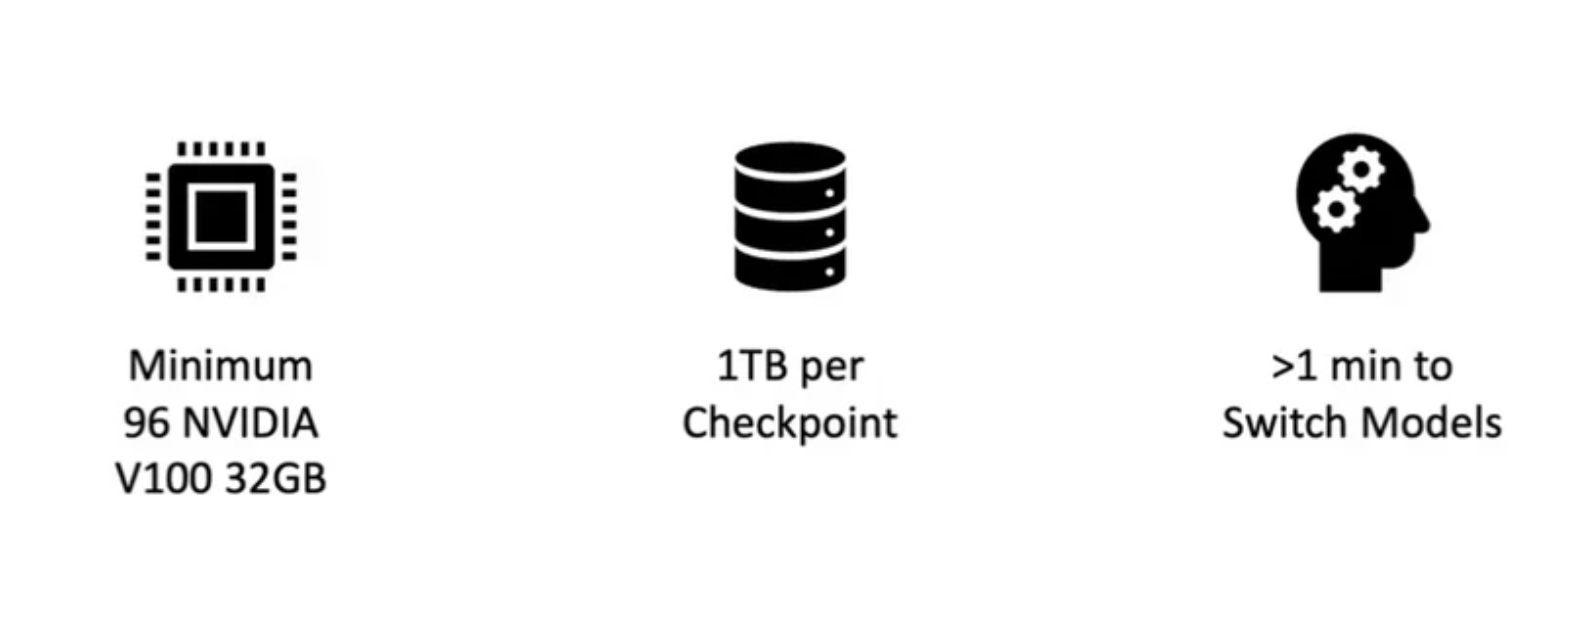 Minimum
96 NVIDIA
V100 32GB
1TB per
Checkpoint
>1 min to
Switch Models